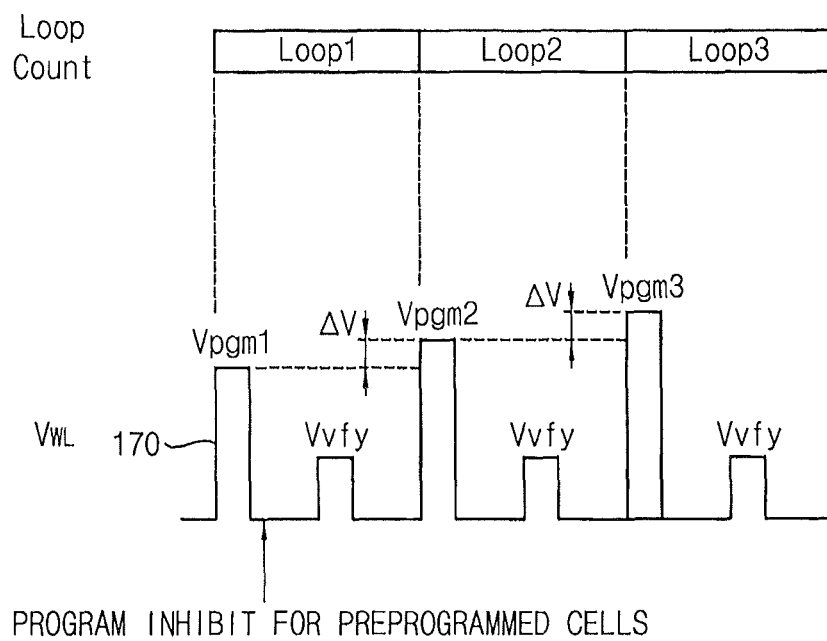 Loop
Count
Loop1 Loop2 Loop3
ΔV Vpgm3
ΔV Vpgm2
Vpgm1
VWL 170 Vvfy Vvfy Vvfy
PROGRAM INHIBIT FOR PREPROGRAMMED CELLS